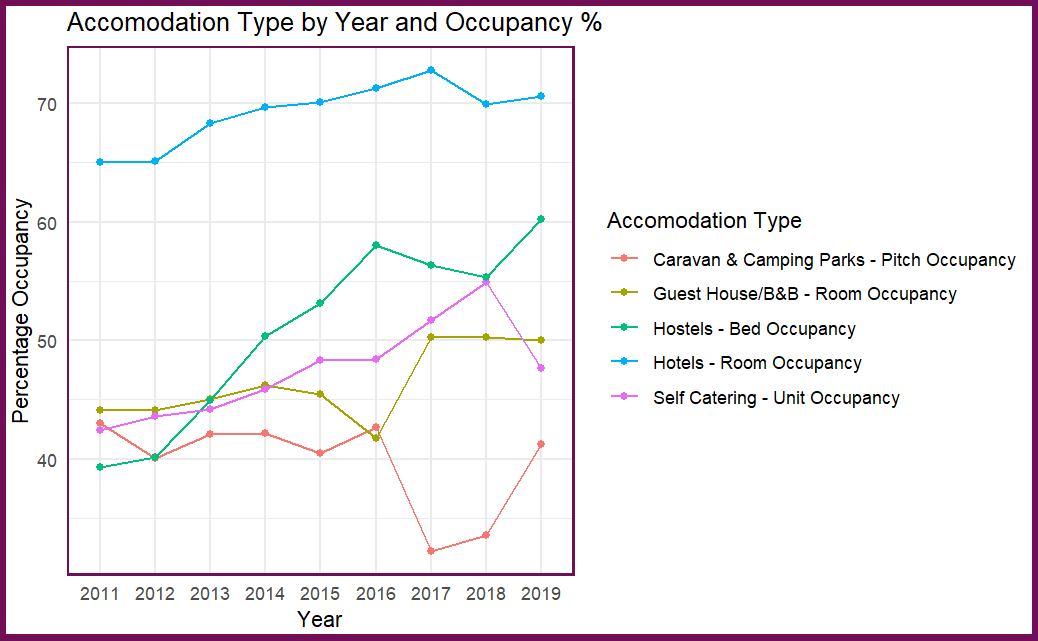 Accomodation Type by Year and Occupancy %
Percentage Occupancy
70
60
50
40
2011 2012 2013 2014 2015 2016 2017 2018 2019
Year
Accomodation Type
Caravan & Camping Parks - Pitch Occupancy
Guest House/B&B - Room Occupancy
Hostels - Bed Occupancy
Hotels - Room Occupancy
Self Catering - Unit Occupancy